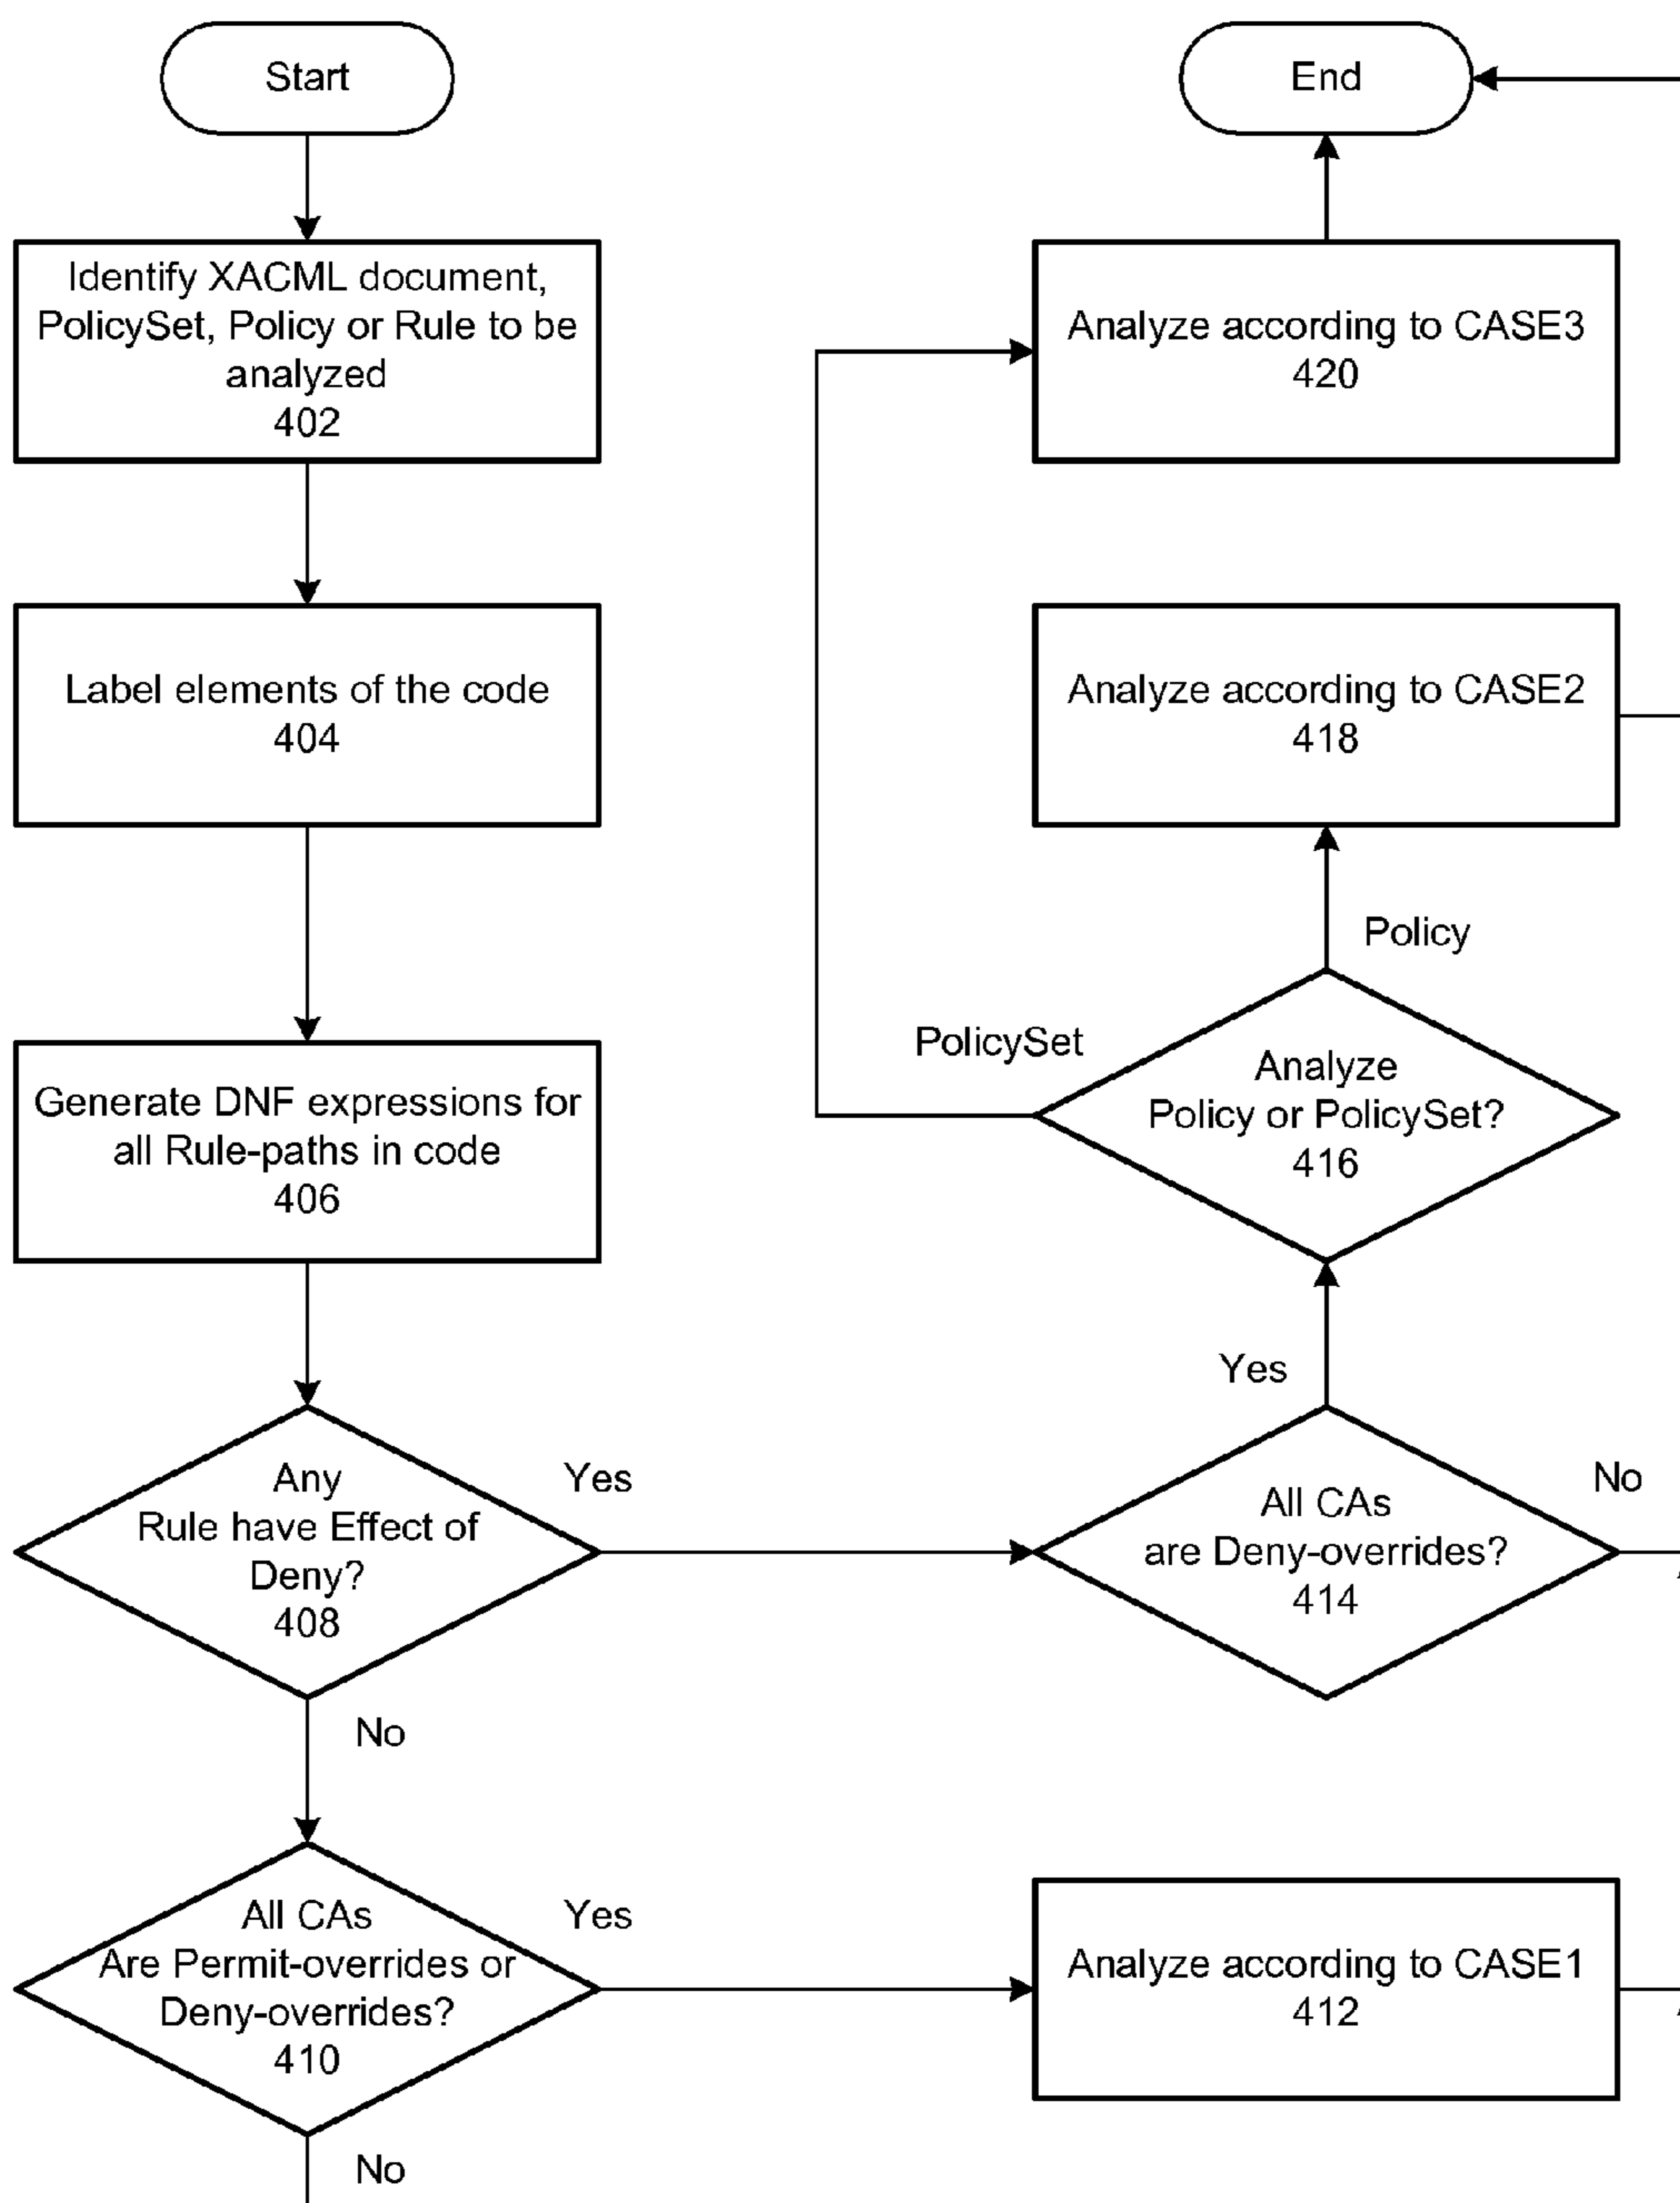 Start
Identify XACML document,
PolicySet, Policy or Rule to be
analyzed
402
Label elements of the code
404
Generate DNF expressions for
all Rule-paths in code
406
Any
Rule have Effect of
Deny?
408
Yes
No
All CAs
Are Permit-overrides or
Deny-overrides?
410
Yes
No
End
Analyze according to CASE3
420
Analyze according to CASE2
418
Policy
PolicySet
Analyze
Policy or PolicySet?
416
Yes
All CAs
are Deny-overrides?
414
No
Analyze according to CASE1
412